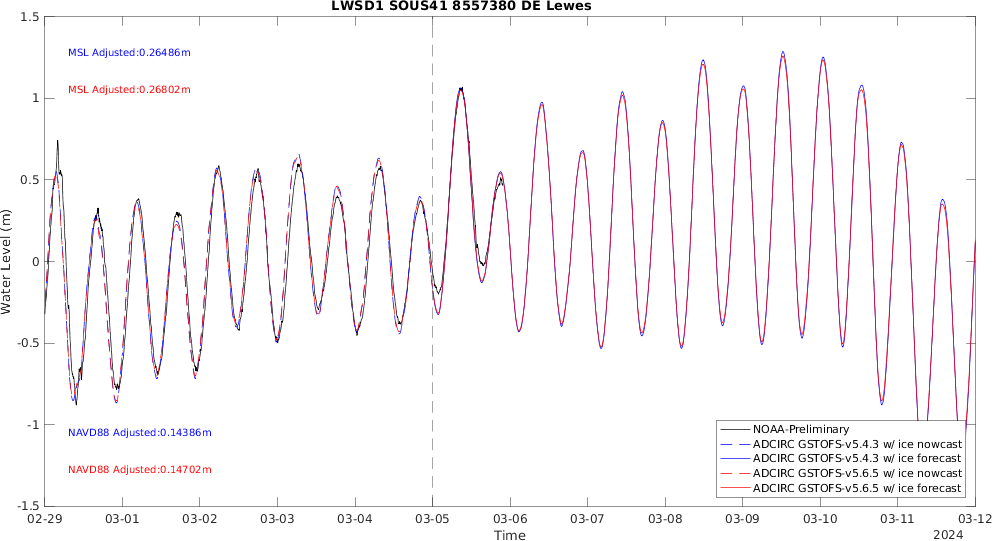 LWSD1 SOUS41 8557380 DE Lewes
1.5
1
0.5
0
-0.5
-1
-1.5
Water Level (m)
MSL Adjusted:0.26486m
MSL Adjusted:0.26802m
NAVD88 Adjusted:0.14386m
NAVD88 Adjusted:0.14702m
NOAA-Preliminary
ADCIRC GSTOFS-v5.4.3 w/ ice nowcast
ADCIRC GSTOFS-v5.4.3 w/ ice forecast
ADCIRC GSTOFS-v5.6.5 w/ ice nowcast
ADCIRC GSTOFS-v5.6.5 w/ ice forecast
02-29 03-01 03-02 03-03 03-04 03-05 03-06 03-07 03-08 03-09 03-10 03-11 03-12
Time
2024